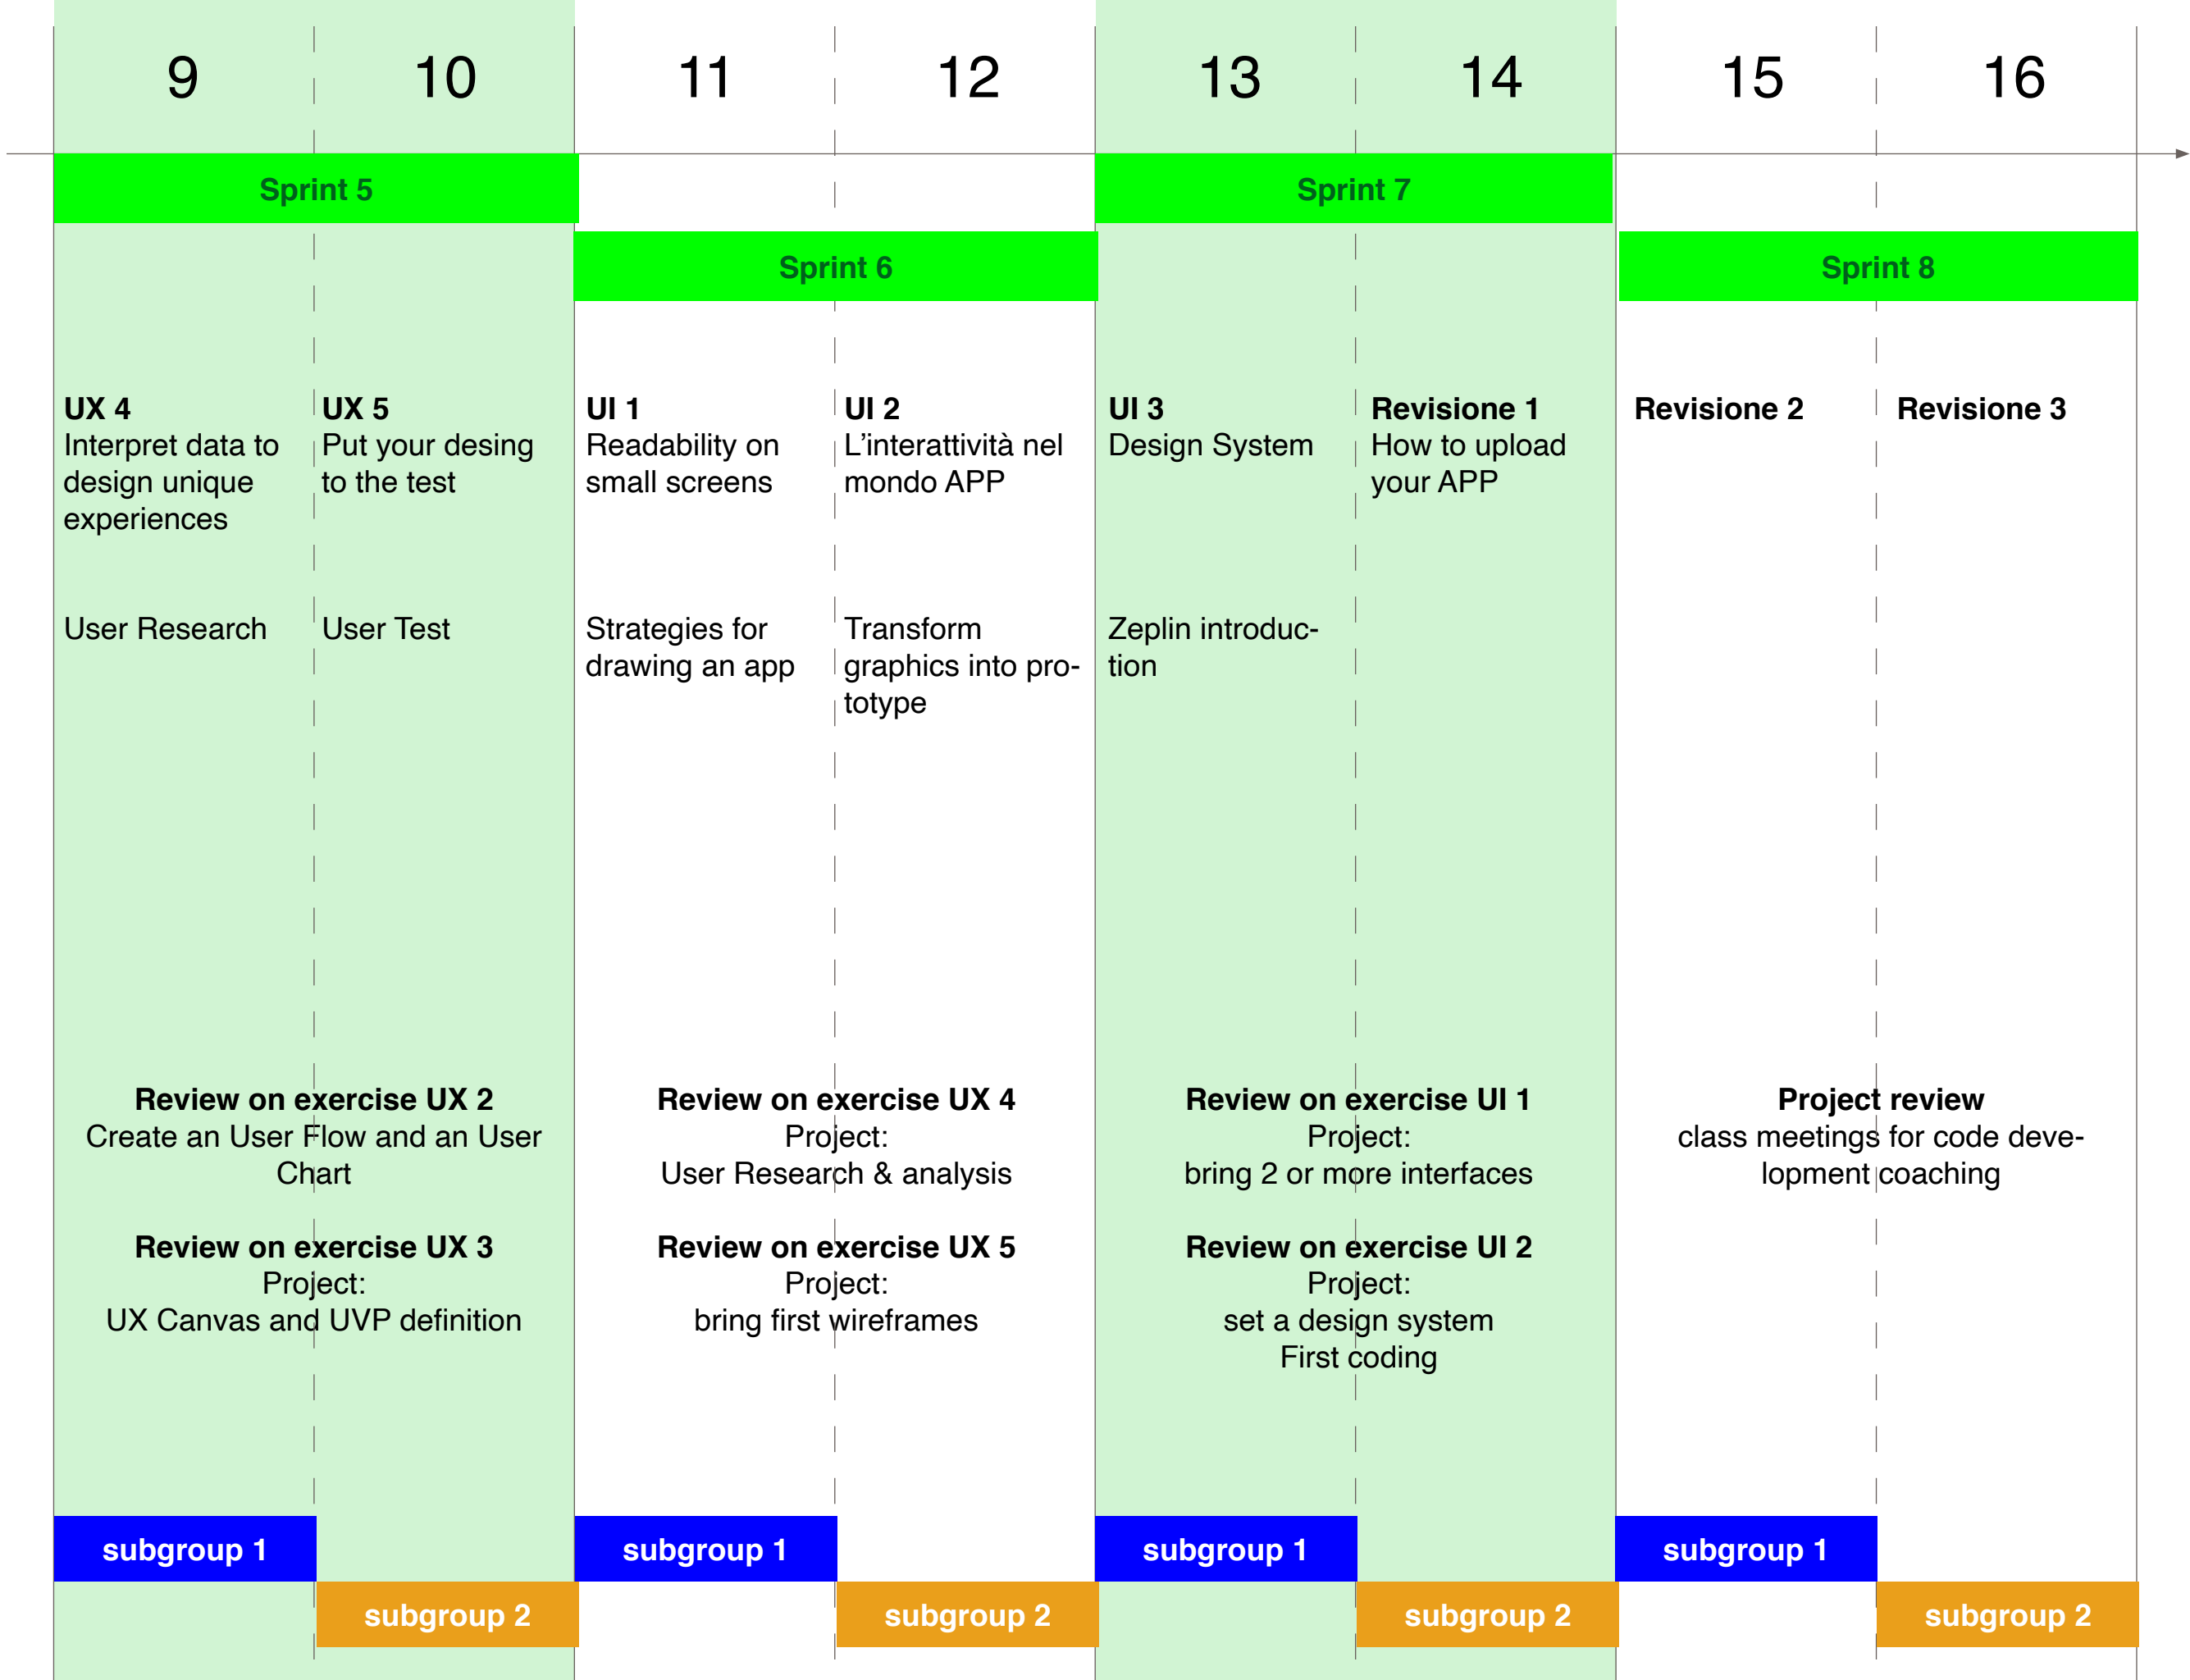 9 10 11 12 13 14 15 16
Sprint 5
Sprint 7
Sprint 6
Sprint 8
UX 4
Interpret data to
design unique
experiences
User Research
UX 5
Put your desing
to the test
User Test
UI 1
Readability on
small screens
Strategies for
drawing an app
UI 2
L'interattività nel
mondo APP
Transform
graphics into pro-
totype
UI 3
Design System
Zeplin introduc-
tion
Revisione 1
How to upload
your APP
Revisione 2
Revisione 3
Review on exercise UX 2
Create an User Flow and an User
Chart
Review on exercise UX 3
Project:
UX Canvas and UVP definition
Review on exercise UX 4
Project:
User Research & analysis
Review on exercise UX 5
Project:
bring first wireframes
Review on exercise UI 1
Project:
bring 2 or more interfaces
Review on exercise UI 2
Project:
set a design system
First coding
Project review
class meetings for code deve-
lopment coaching
subgroup 1
subgroup 1
subgroup 1
subgroup 1
subgroup 2
subgroup 2
subgroup 2
subgroup 2